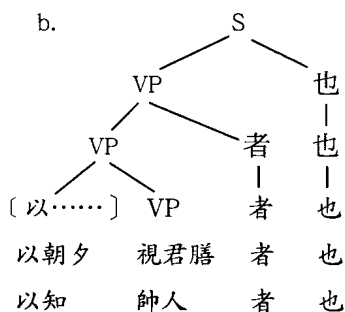 b. S
VP 也
VP 者 也
〔以……〕 VP 者 也
以朝夕 視君膳 者 也
以知 帥人 者 也